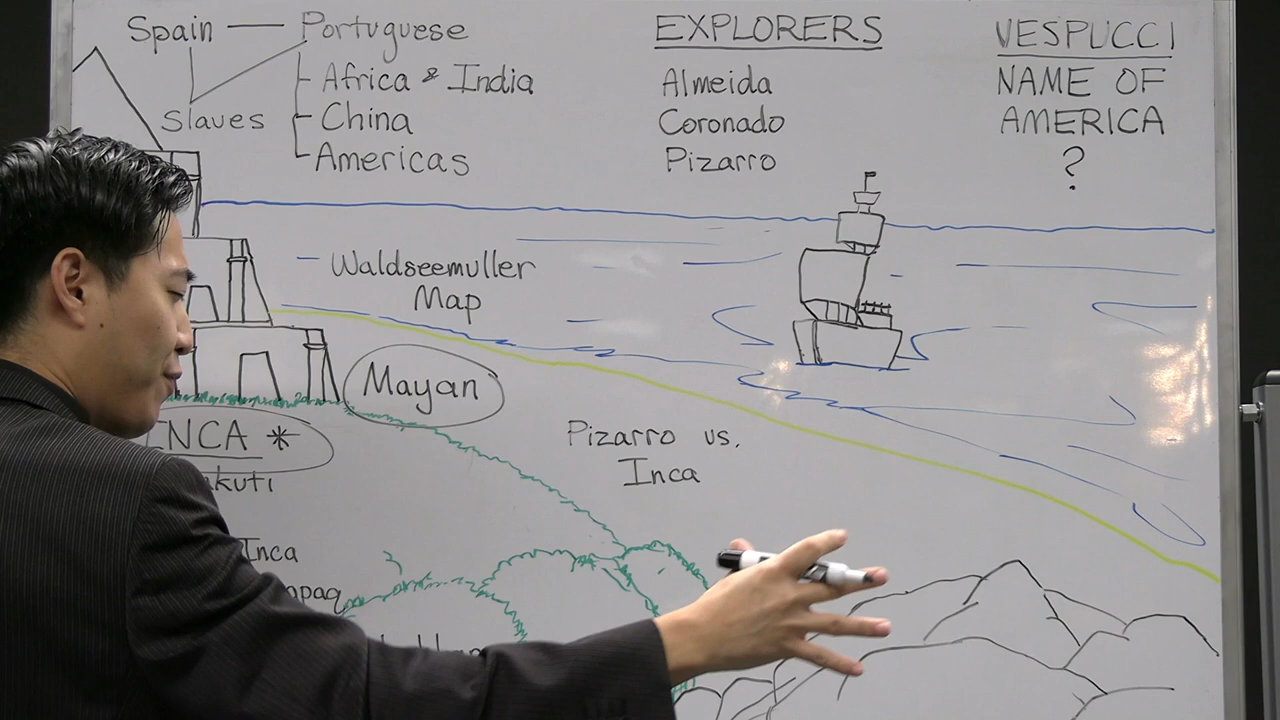 Spain — Portuguese
Slaves
Africa & India
China
Americas
EXPLORERS
Almeida
Coronado
Pizarro
VESPUCCI
NAME OF
AMERICA
?
- Waldseemuller
Map
Mayan
NCA *
Pizarro vs.
Inca
Inca